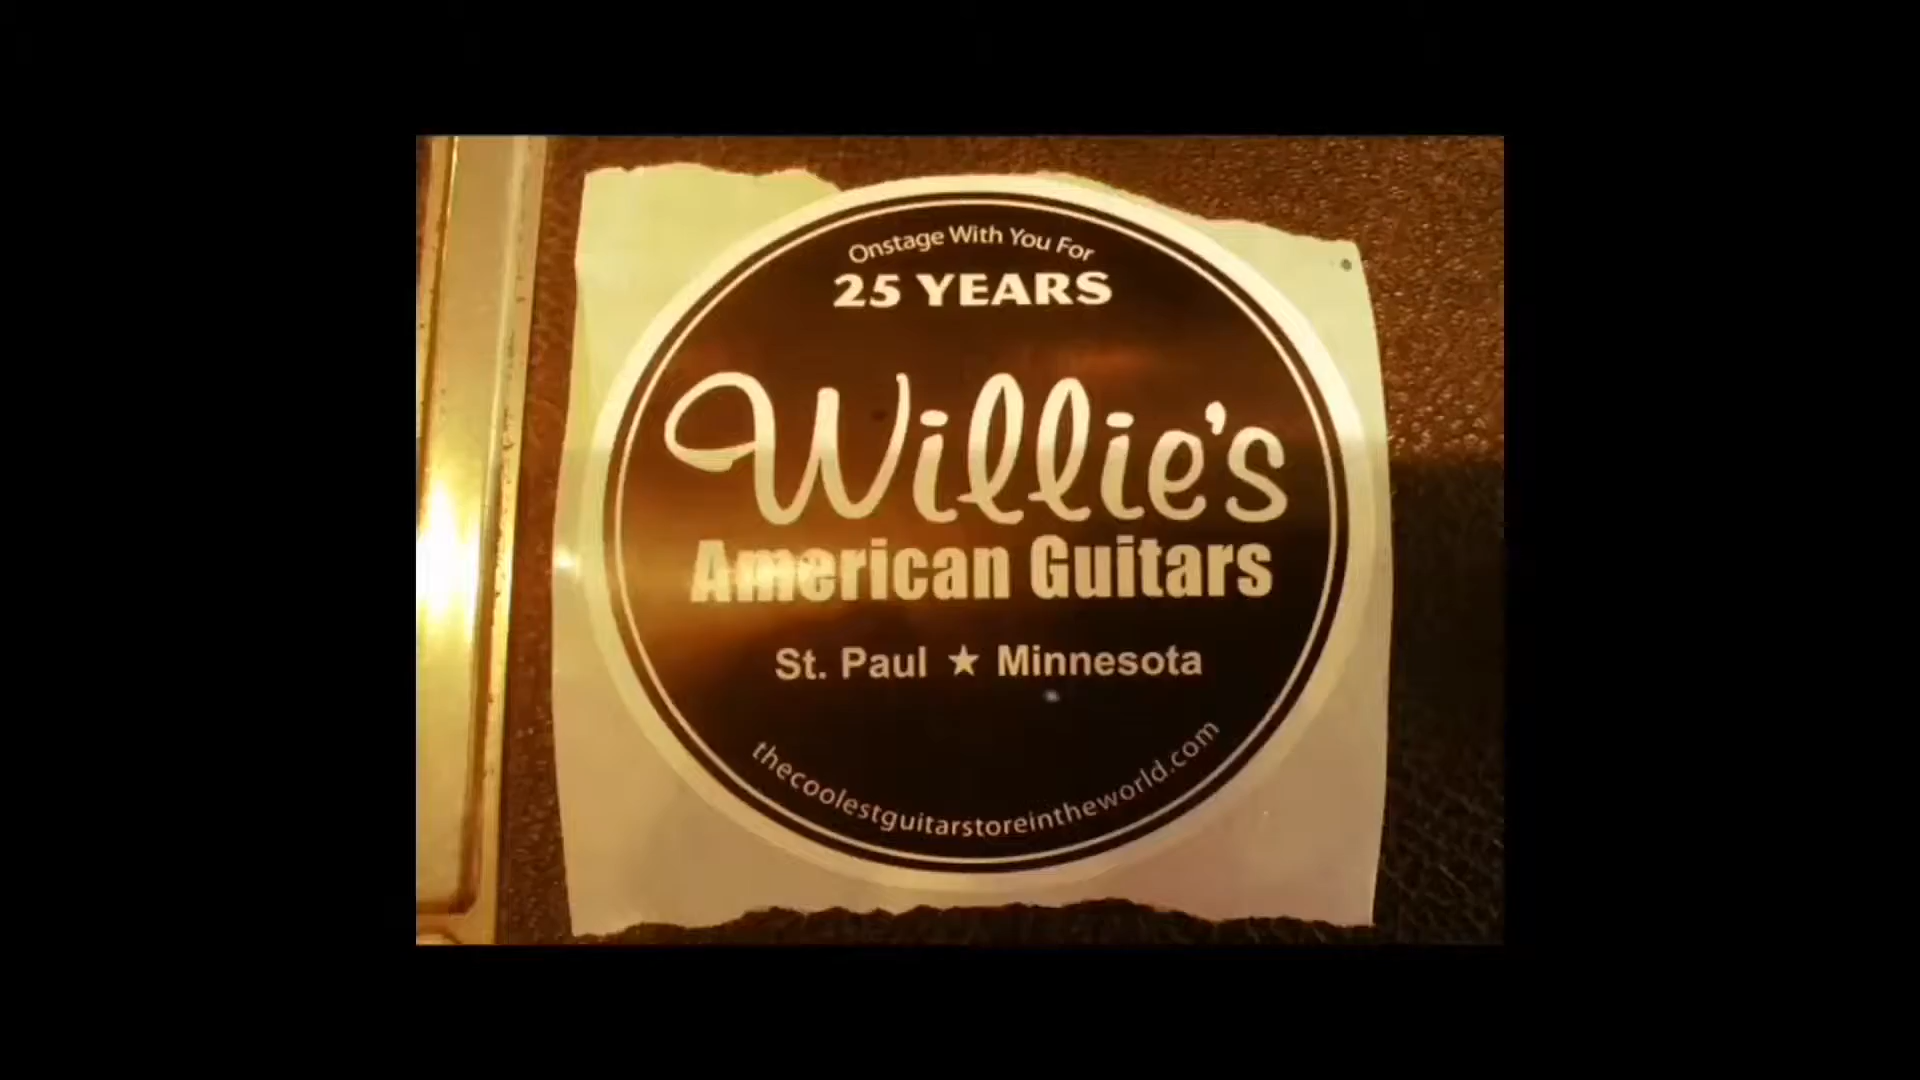 Onstage With You For
25 YEARS
Willie's
American Guitars
St. Paul ★ Minnesota
thecoolestguitarstoreintheworld.com